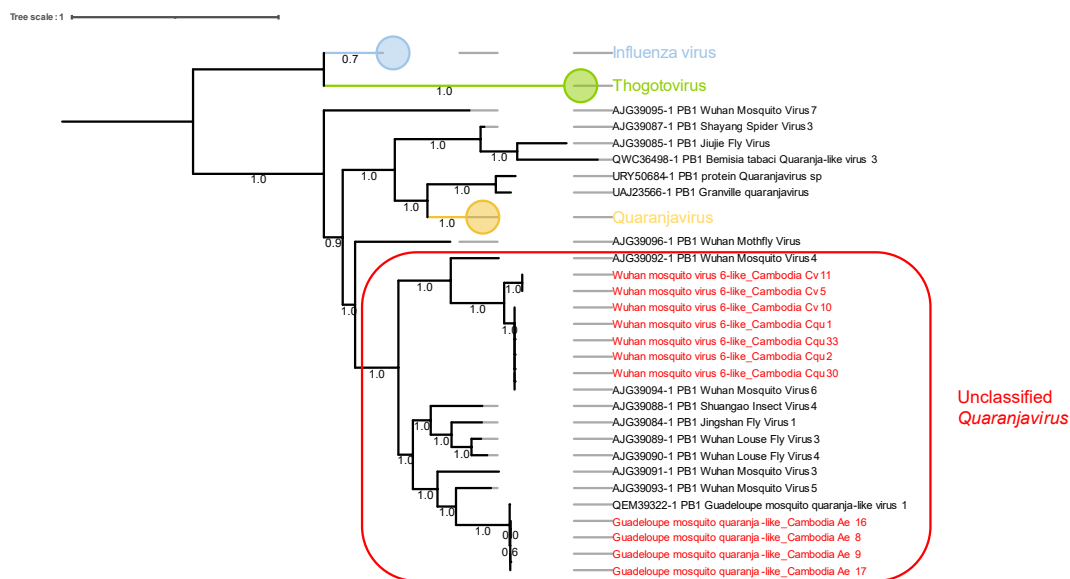 Tree scale: 1
Influenza virus
0.7
Thogotovirus
1.0
AJG39095-1 PB1 Wuhan Mosquito Virus 7
AJG39087-1 PB1 Shayang Spider Virus 3
1.0
AJG39085-1 PB1 Jiujie Fly Virus
1.0
QWC36498-1 PB1 Bemisia tabaci Quaranja-like virus 3
1.0
1.0
URY50684-1 PB1 protein Quaranjavirus sp
1.0
UAJ23566-1 PB1 Granville quaranjavirus
1.0
Quaranjavirus
1.0
0.9
AJG39096-1 PB1 Wuhan Mothfly Virus
AJG39092-1 PB1 Wuhan Mosquito Virus 4
Wuhan mosquito virus 6-like_Cambodia Cv 11
1.0
1.0
Wuhan mosquito virus 6-like_Cambodia Cv 5
1.0
Wuhan mosquito virus 6-like_Cambodia Cv 10
1.0
Wuhan mosquito virus 6-like_Cambodia Cqu 1
1.0
Wuhan mosquito virus 6-like_Cambodia Cqu 33
Wuhan mosquito virus 6-like_Cambodia Cqu 2
1.0
Wuhan mosquito virus 6-like_Cambodia Cqu 30
AJG39094-1 PB1 Wuhan Mosquito Virus 6
Unclassified
Quaranjavirus
AJG39088-1 PB1 Shuangao Insect Virus 4
AJG39084-1 PB1 Jingshan Fly Virus 1
1.0
AJG39089-1 PB1 Wuhan Louse Fly Virus 3
1.0
AJG39090-1 PB1 Wuhan Louse Fly Virus 4
1.0
1.0
AJG39091-1 PB1 Wuhan Mosquito Virus 3
AJG39093-1 PB1 Wuhan Mosquito Virus 5
1.0
QEM39322-1 PB1 Guadeloupe mosquito quaranja-like virus 1
1.0
Guadeloupe mosquito quaranja-like_Cambodia Ae 16
1.0
0.0
Guadeloupe mosquito quaranja-like_Cambodia Ae 8
0.6
Guadeloupe mosquito quaranja-like_Cambodia Ae 9
Guadeloupe mosquito quaranja-like_Cambodia Ae 17